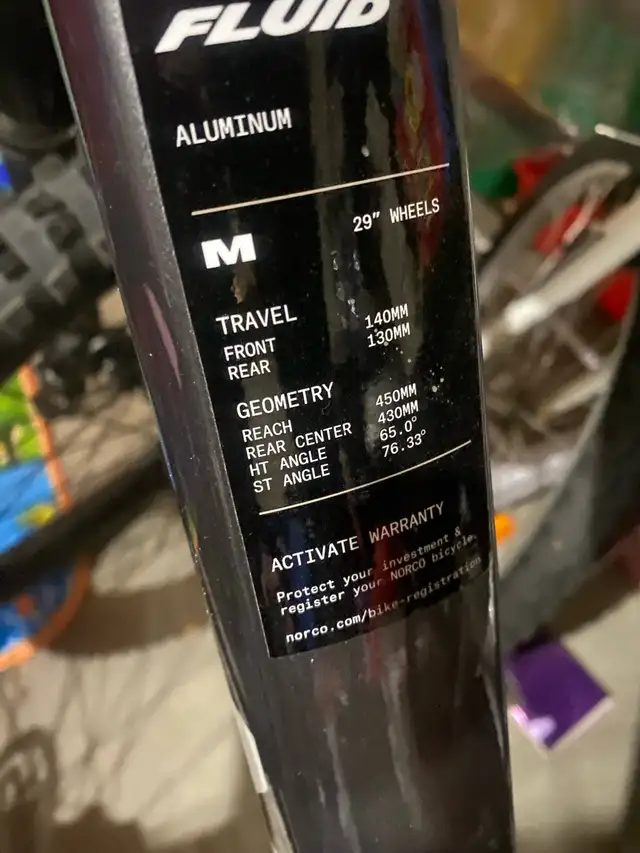 FLUID
ALUMINUM
M 29" WHEELS
TRAVEL
FRONT 140MM
REAR 130MM
GEOMETRY
REACH 450MM
REAR CENTER 430MM
HT ANGLE 65.0°
ST ANGLE 76.33°
ACTIVATE WARRANTY
Protect your investment &
register your NORCO bicycle.
norco.com/bike-registration